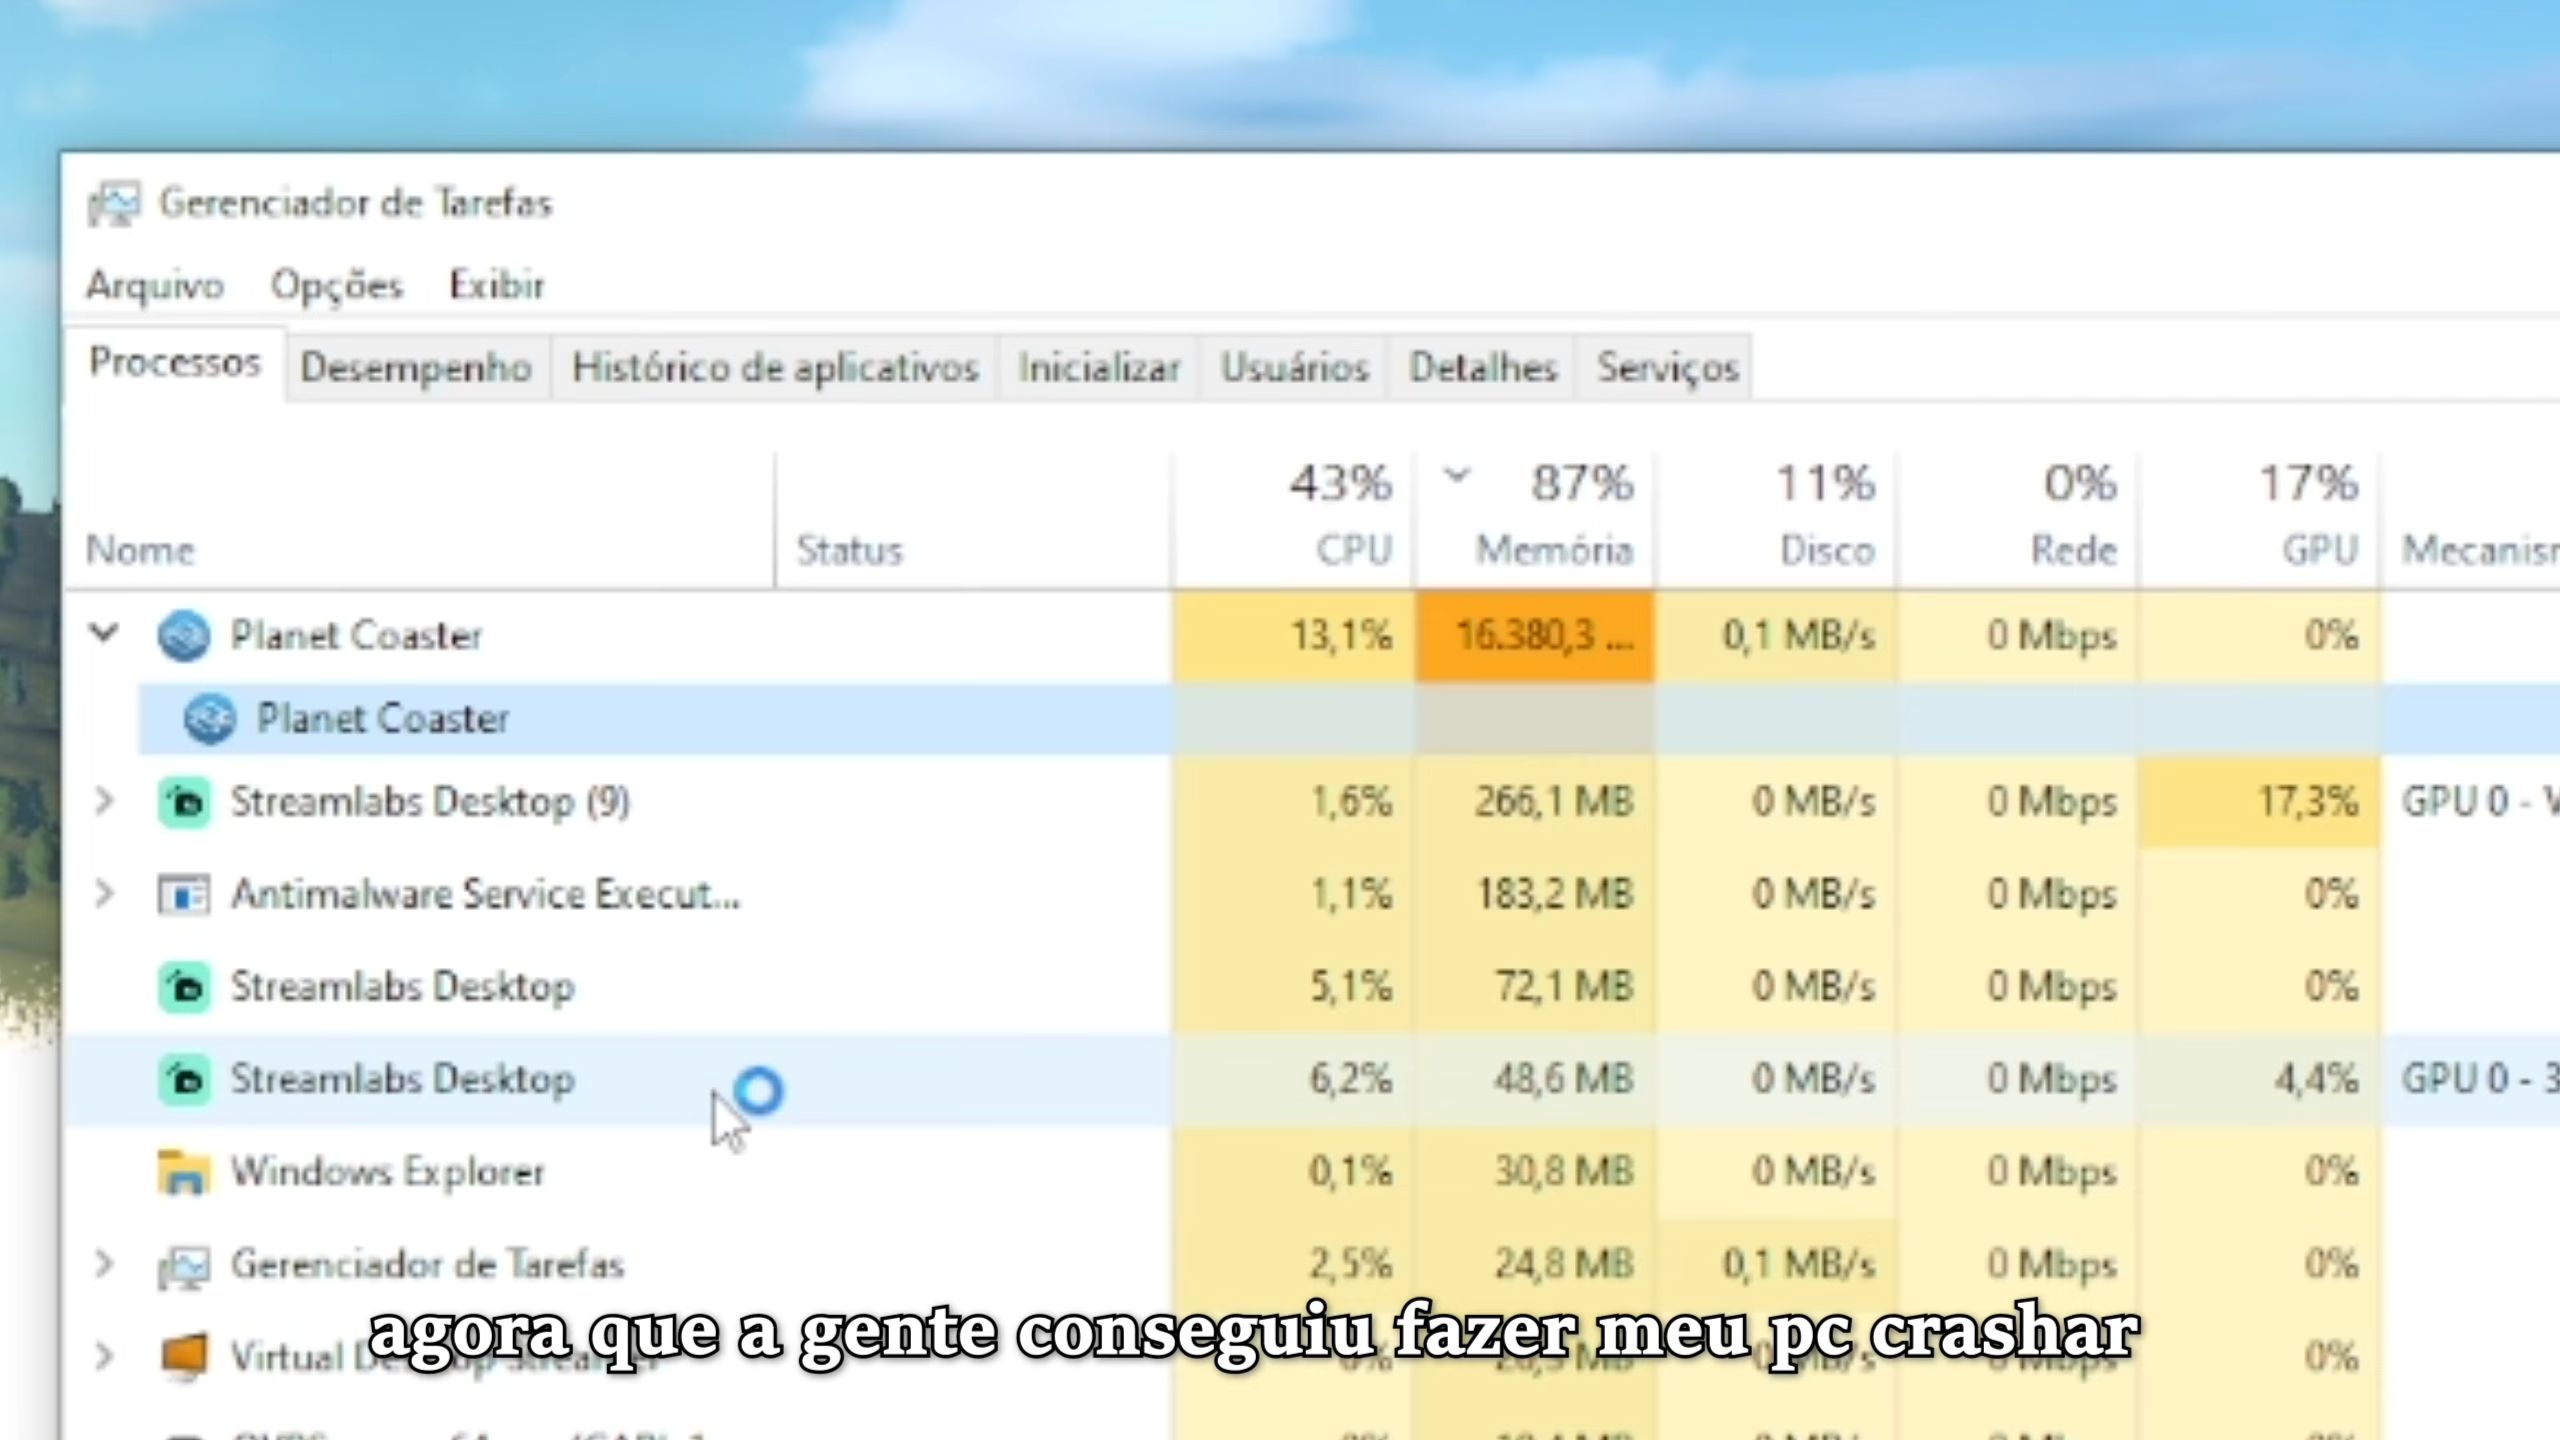 Gerenciador de Tarefas
Arquivo Opções Exibir
Processos Desempenho Histórico de aplicativos Inicializar Usuários Detalhes Serviços
43% 87% 11% 0% 17%
Nome Status CPU Memória Disco Rede GPU Mecanism
Planet Coaster 13,1% 16.380,3 ... 0,1 MB/s 0 Mbps 0%
Planet Coaster
Streamlabs Desktop (9) 1,6% 266,1 MB 0 MB/s 0 Mbps 17,3% GPU 0 - V
Antimalware Service Execut... 1,1% 183,2 MB 0 MB/s 0 Mbps 0%
Streamlabs Desktop 5,1% 72,1 MB 0 MB/s 0 Mbps 0%
Streamlabs Desktop 6,2% 48,6 MB 0 MB/s 0 Mbps 4,4% GPU 0 - 3
Windows Explorer 0,1% 30,8 MB 0 MB/s 0 Mbps 0%
Gerenciador de Tarefas 2,5% 24,8 MB 0,1 MB/s 0 Mbps 0%
agora que a gente conseguiu fazer meu pc crashar
Virtual Desktop Streamer 0% 0%